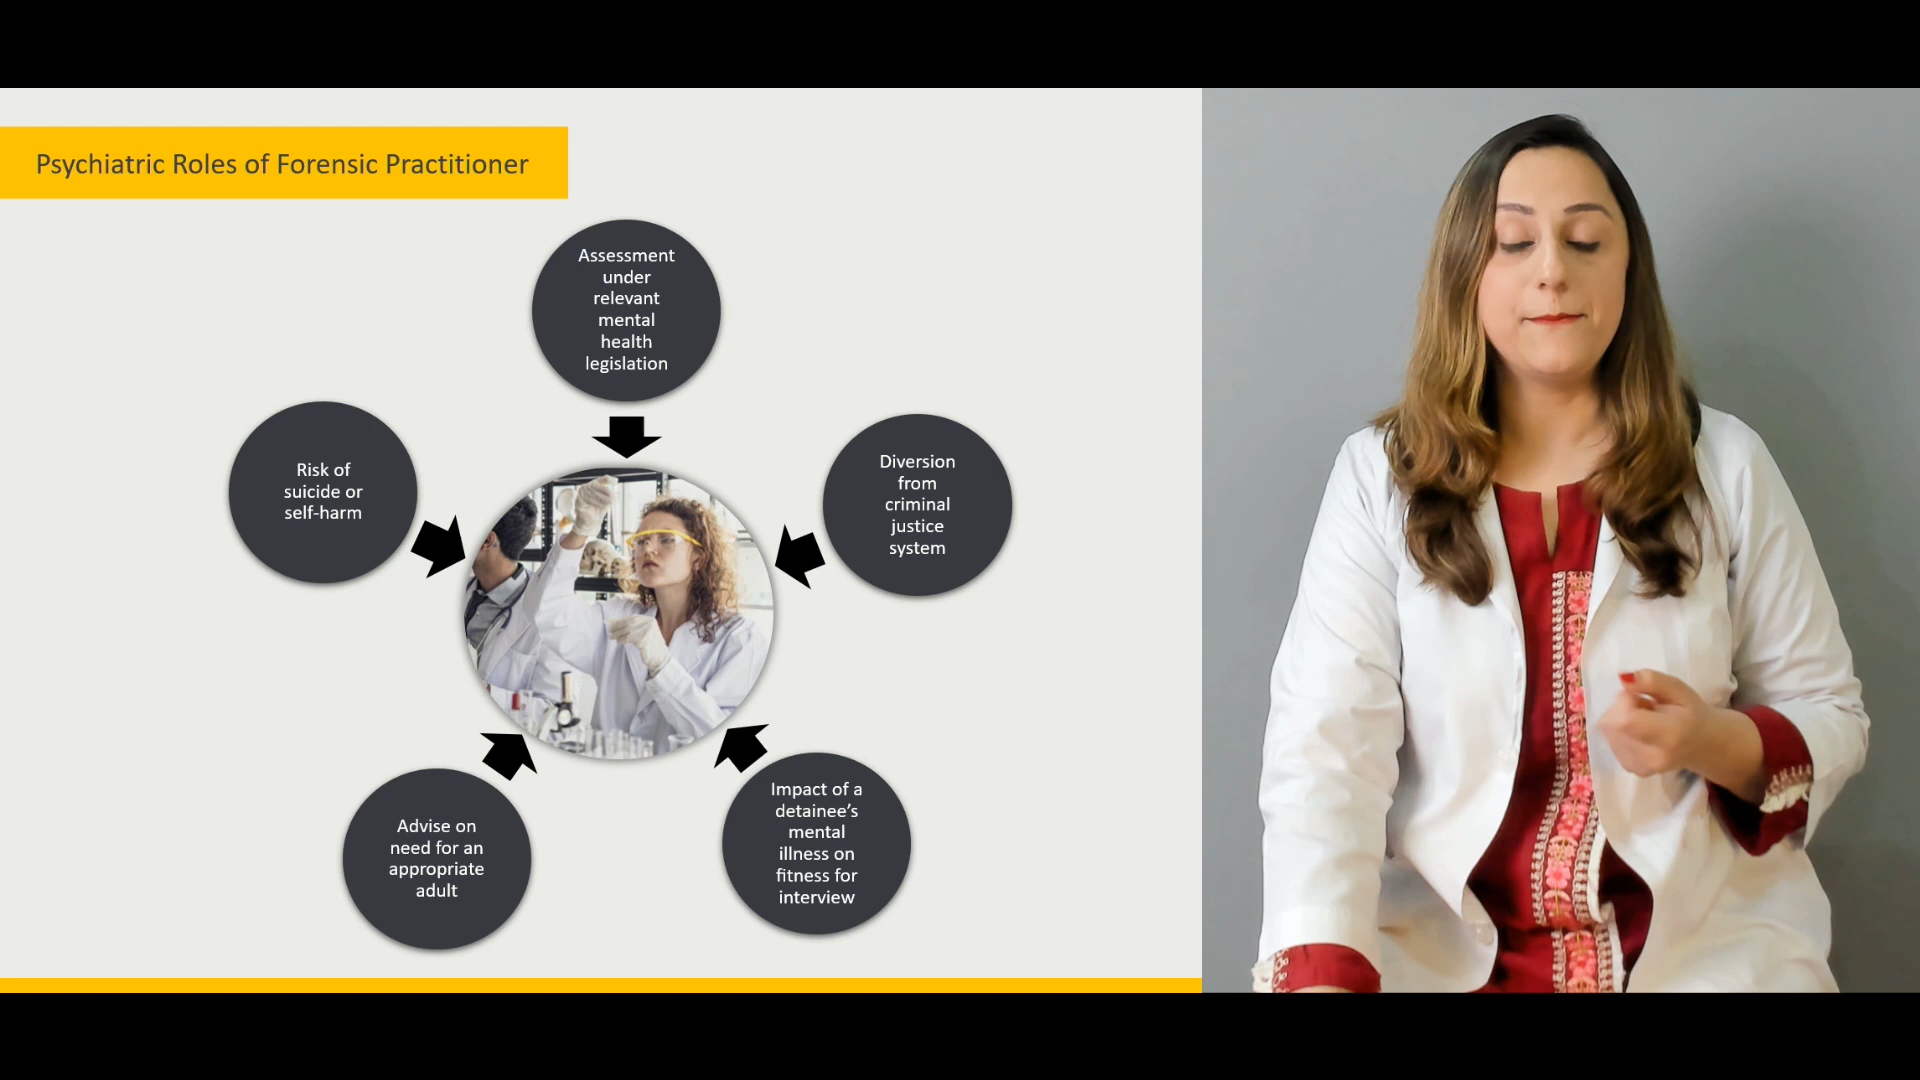 Psychiatric Roles of Forensic Practitioner
Assessment
under
relevant
mental
health
legislation
Risk of
suicide or
self-harm
Diversion
from
criminal
justice
system
Advise on
need for an
appropriate
adult
Impact of a
detainee’s
mental
illness on
fitness for
interview